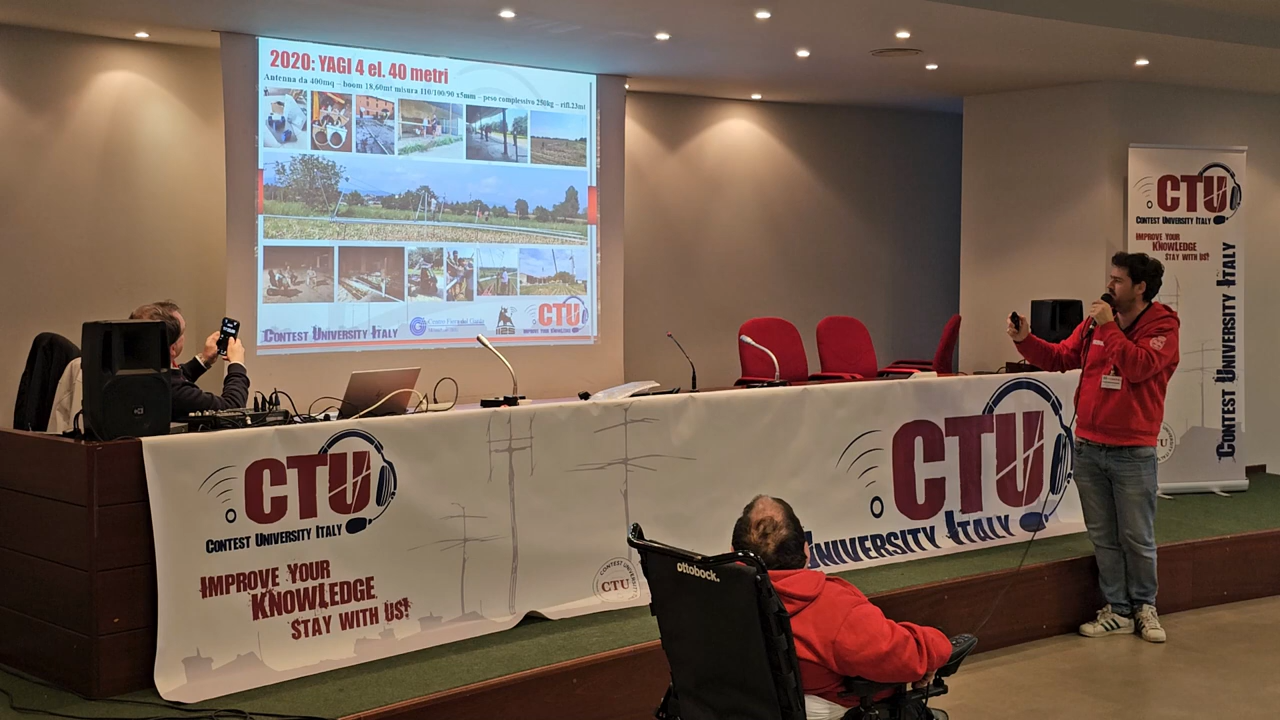 2020: YAGI 4 el. 40 metri
Antenna da 400mq – boom 18,60mt misura 110/100/90 x5mm – peso complessivo 250kg – rifl.23mt
CONTEST UNIVERSITY ITALY
CTU
CTU
CONTEST UNIVERSITY ITALY
IMPROVE YOUR
KNOWLEDGE
STAY WITH US!
CONTEST UNIVERSITY ITALY
CTU
CONTEST UNIVERSITY ITALY
IMPROVE YOUR
KNOWLEDGE
STAY WITH US!
CONTEST UNIVERSITY
CTU
CTU
UNIVERSITY ITALY
ottobock.